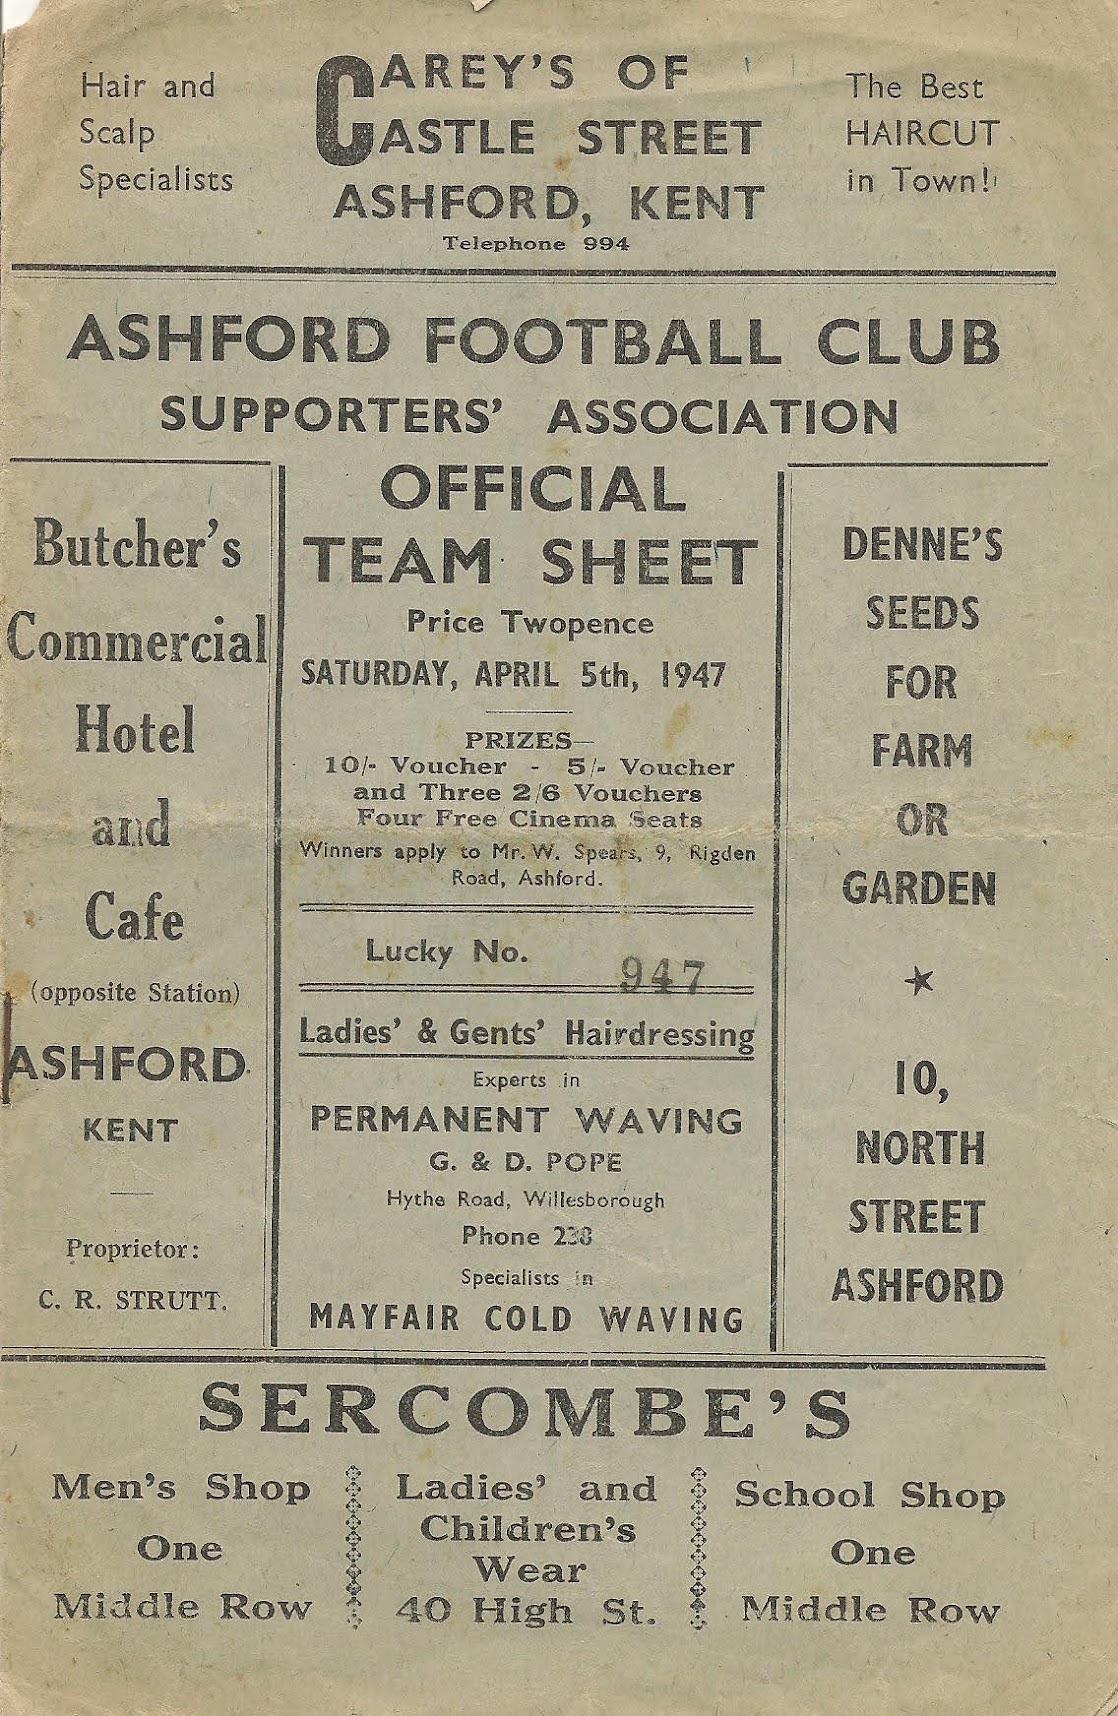 Hair and
Scalp
Specialists
CAREY'S OF
CASTLE STREET
ASHFORD, KENT
Telephone 994
The Best
HAIRCUT
in Town!
ASHFORD FOOTBALL CLUB
SUPPORTERS' ASSOCIATION
Butcher's
Commercial
Hotel
and
Cafe
(opposite Station)
ASHFORD
KENT
Proprietor:
C. R. STRUTT.
OFFICIAL
TEAM SHEET
Price Twopence
SATURDAY, APRIL 5th, 1947
PRIZES—
10/- Voucher - 5/- Voucher
and Three 2/6 Vouchers
Four Free Cinema Seats
Winners apply to Mr. W. Spears, 9, Rigden
Road, Ashford.
Lucky No. 947
Ladies' & Gents' Hairdressing
Experts in
PERMANENT WAVING
G. & D. POPE
Hythe Road, Willesborough
Phone
Specialists in
MAYFAIR COLD WAVING
DENNE'S
SEEDS
FOR
FARM
OR
GARDEN
★
10,
NORTH
STREET
ASHFORD
SERCOMBE'S
Men's Shop
One
Middle Row
Ladies' and
Children's
Wear
40 High St.
School Shop
One
Middle Row